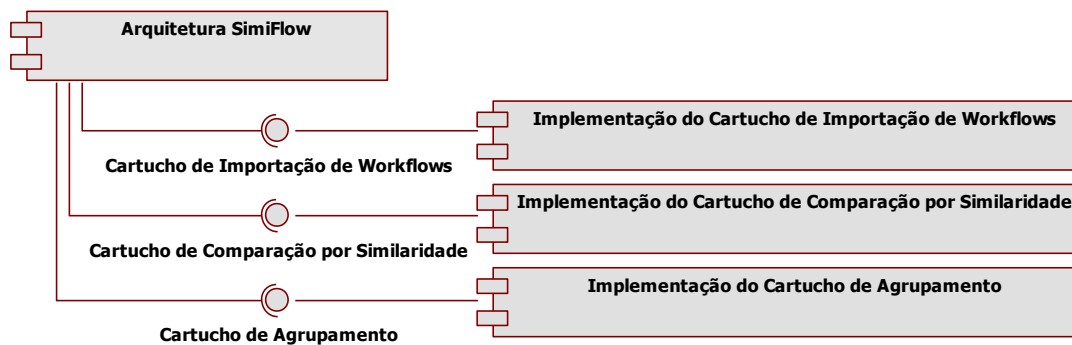 Arquitetura SimiFlow
Implementação do Cartucho de Importação de Workflows
Cartucho de Importação de Workflows
Implementação do Cartucho de Comparação por Similaridade
Cartucho de Comparação por Similaridade
Implementação do Cartucho de Agrupamento
Cartucho de Agrupamento